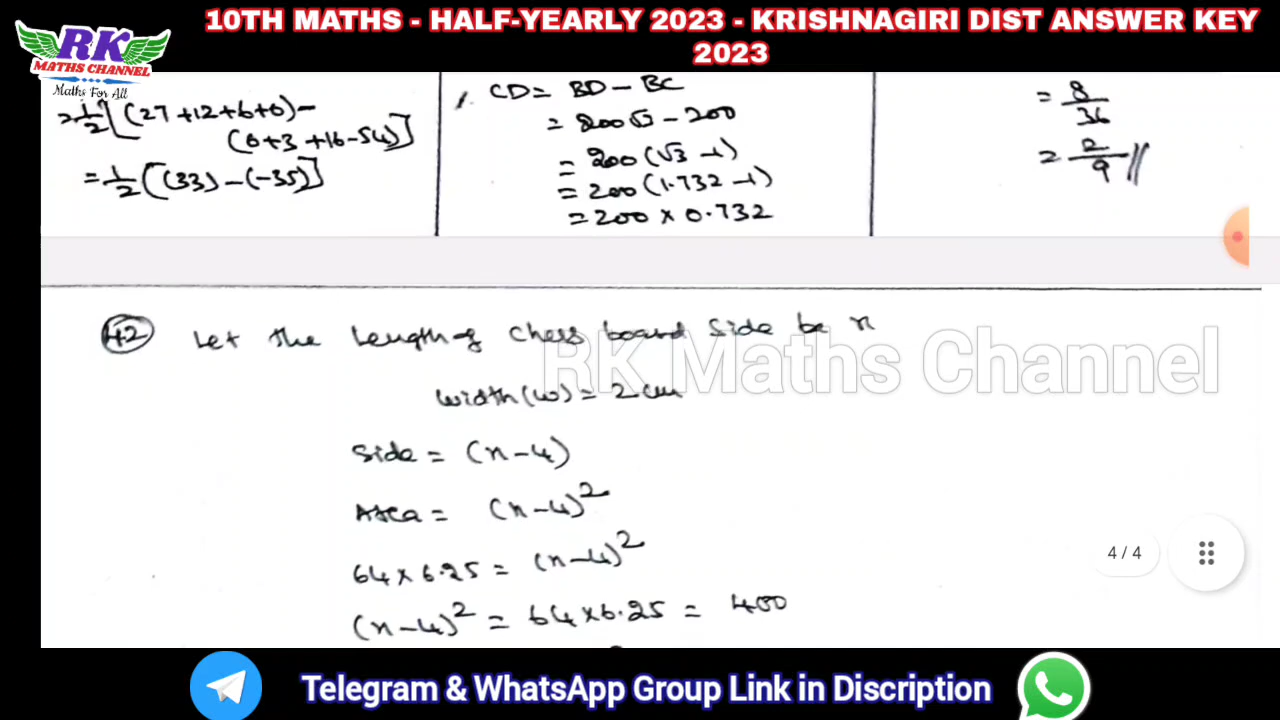 10TH MATHS - HALF-YEARLY 2023 - KRISHNAGIRI DIST ANSWER KEY
2023
RK
MATHS CHANNEL
Maths For All
= 1/2 [(27+12+6+0) -
(6+3+16-54)]
= 1/2 [(33) - (-35)]
CD = BD - BC
= 200√3 - 200
= 200(√3 -1)
= 200(1.732 -1)
= 200 × 0.732
= 8/36
= 2/9 //
42 Let the Length of Chess board Side be x
RK Maths Channel
width (w) = 2cm
Side = (x-4)
Area = (x-4)²
64×6.25 = (x-4)²
(x-4)² = 64×6.25 = 400
4 / 4
Telegram & WhatsApp Group Link in Discription